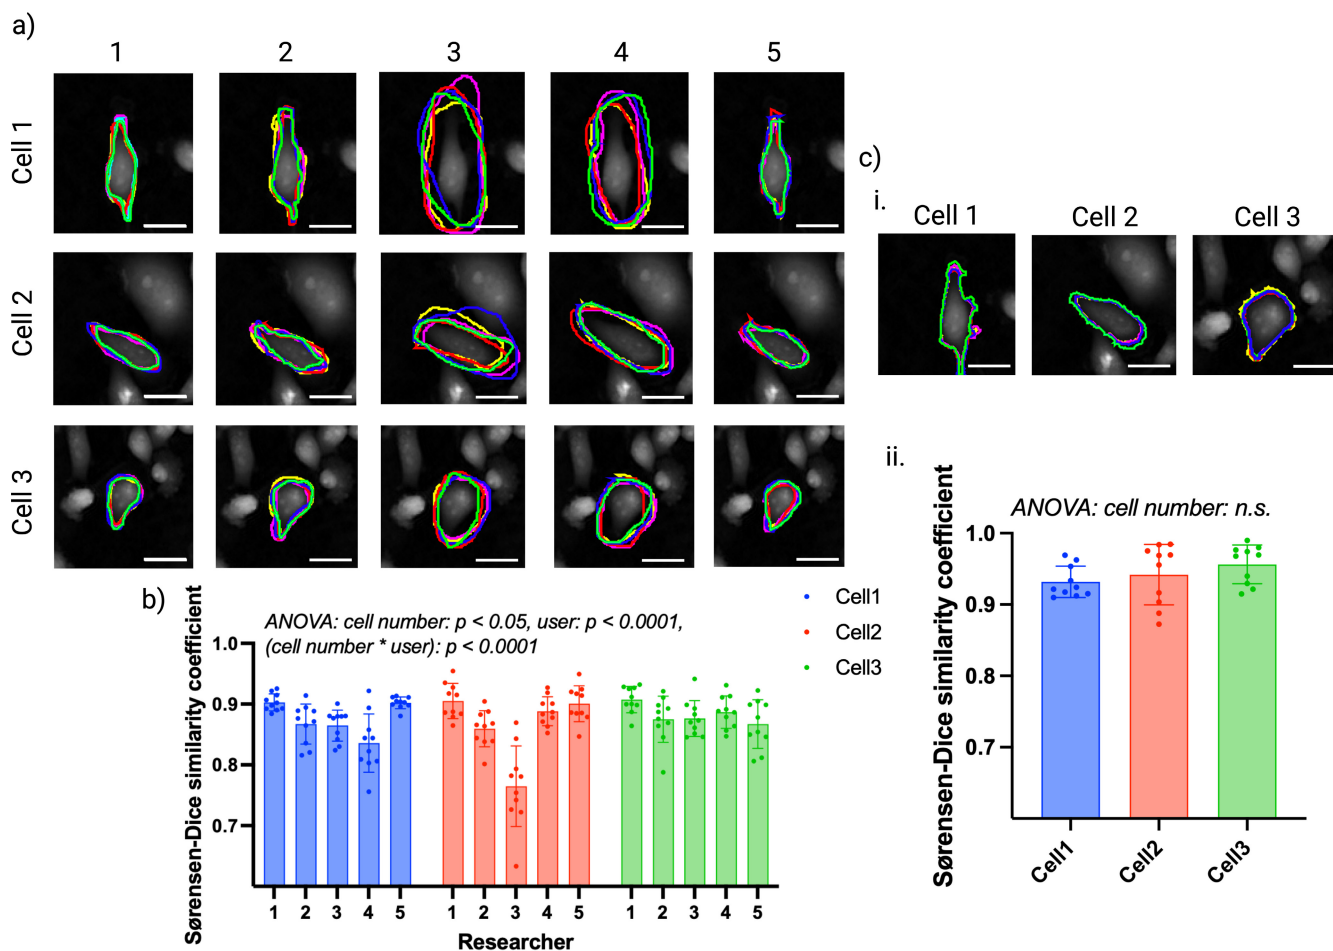 a)
1 2 3 4 5
Cell 1
Cell 2
Cell 3
b)
ANOVA: cell number: p < 0.05, user: p < 0.0001,
(cell number * user): p < 0.0001
Sørensen-Dice similarity coefficient
1.0
0.9
0.8
0.7
1 2 3 4 5 1 2 3 4 5 1 2 3 4 5
Researcher
Cell1
Cell2
Cell3
c)
i.
Cell 1 Cell 2 Cell 3
ii.
ANOVA: cell number: n.s.
Sørensen-Dice similarity coefficient
1.0
0.9
0.8
0.7
Cell1 Cell2 Cell3